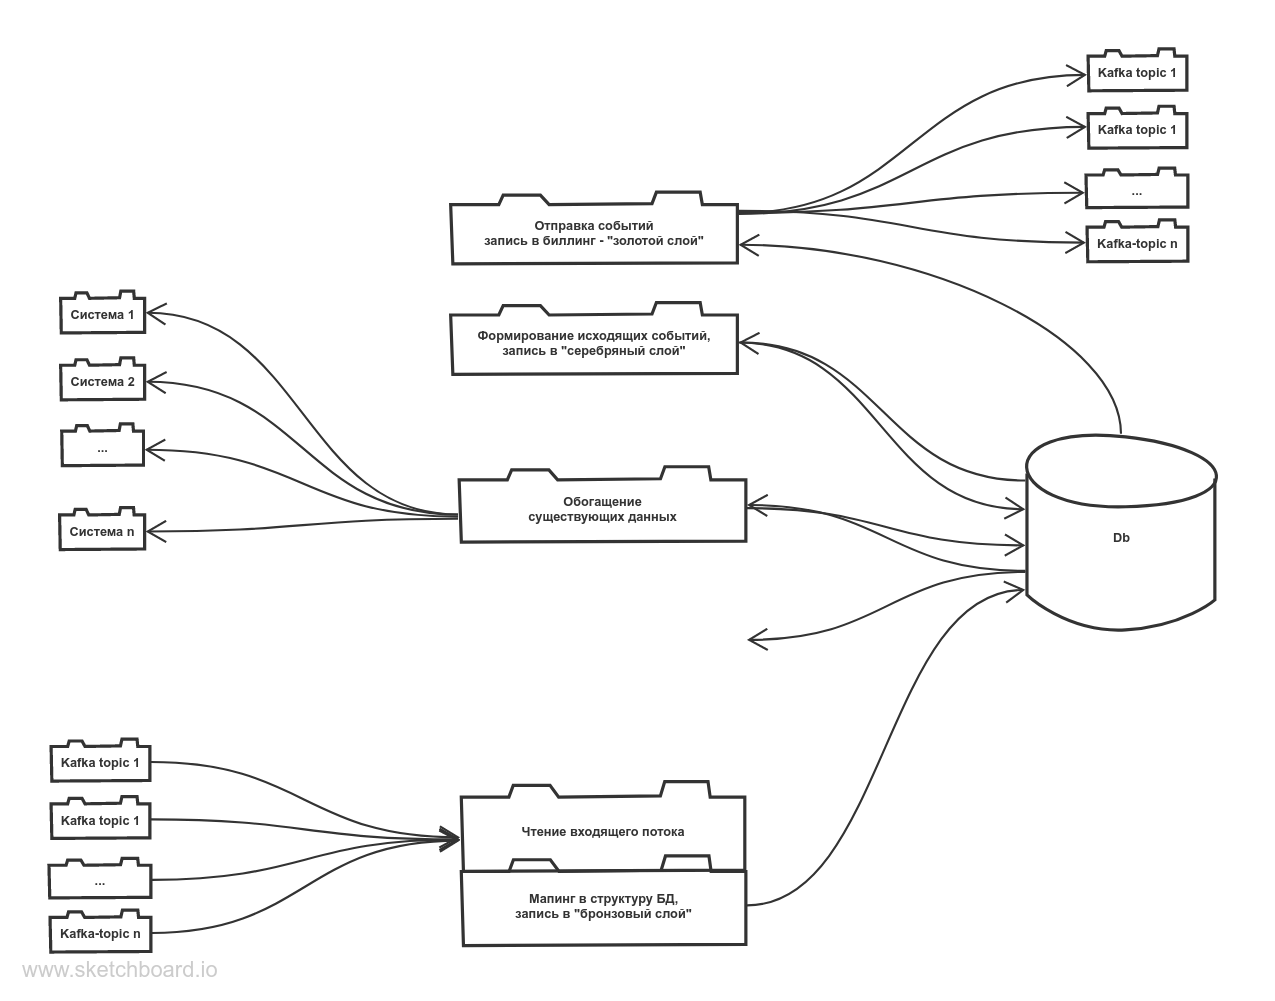 Kafka topic 1
Kafka topic 1
...
Kafka-topic n
Отправка событий
запись в биллинг - "золотой слой"
Формирование исходящих событий,
запись в "серебряный слой"
Система 1
Система 2
...
Система n
Обогащение
существующих данных
Db
Kafka topic 1
Kafka topic 1
...
Kafka-topic n
Чтение входящего потока
Мапинг в структуру БД,
запись в "бронзовый слой"
www.sketchboard.io